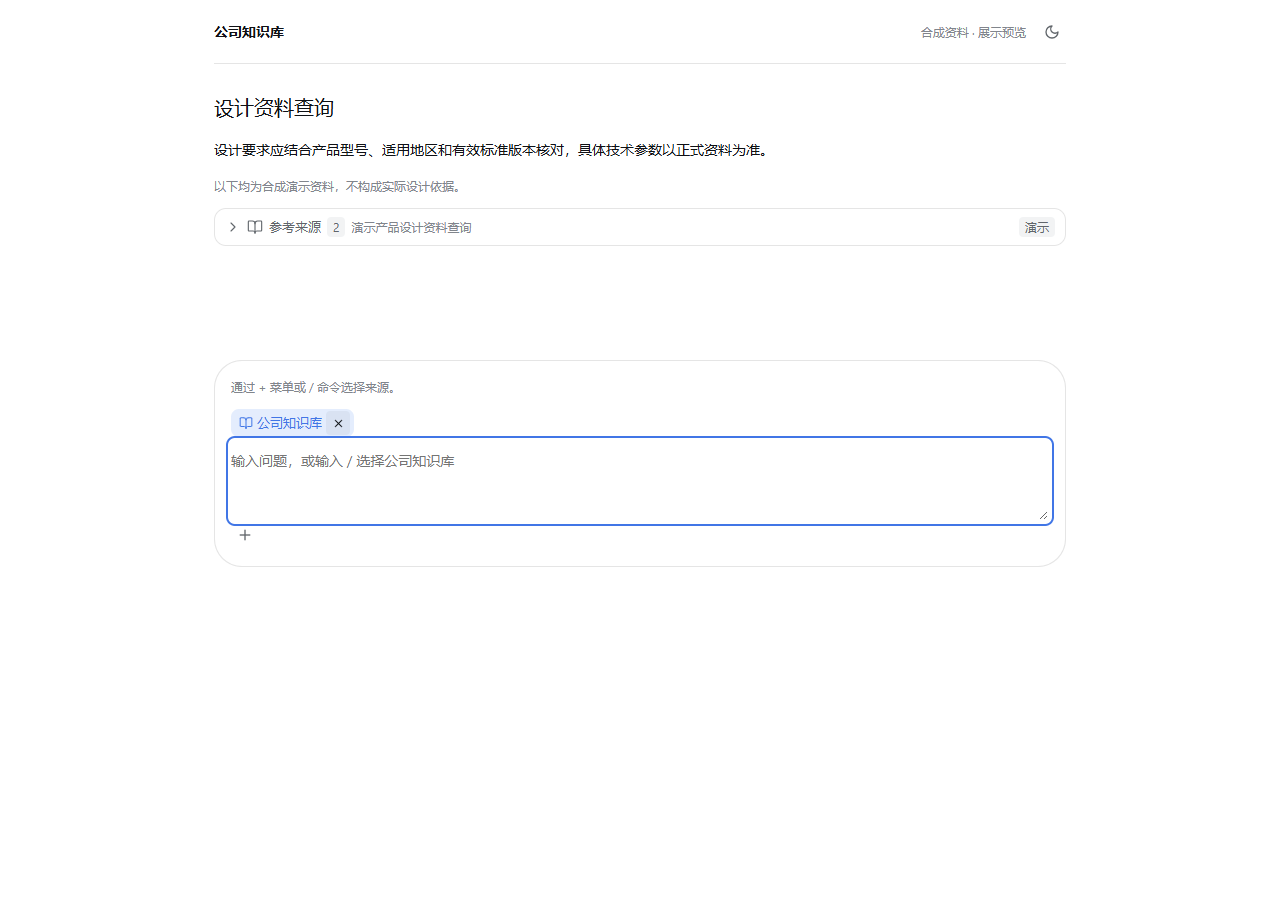 公司知识库
合成资料 · 展示预览
设计资料查询
设计要求应结合产品型号、适用地区和有效标准版本核对，具体技术参数以正式资料为准。
以下均为合成演示资料，不构成实际设计依据。
参考来源 2 演示产品设计资料查询 演示
通过 + 菜单或 / 命令选择来源。
公司知识库
输入问题，或输入 / 选择公司知识库